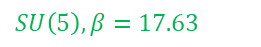 SU(5), β = 17.63